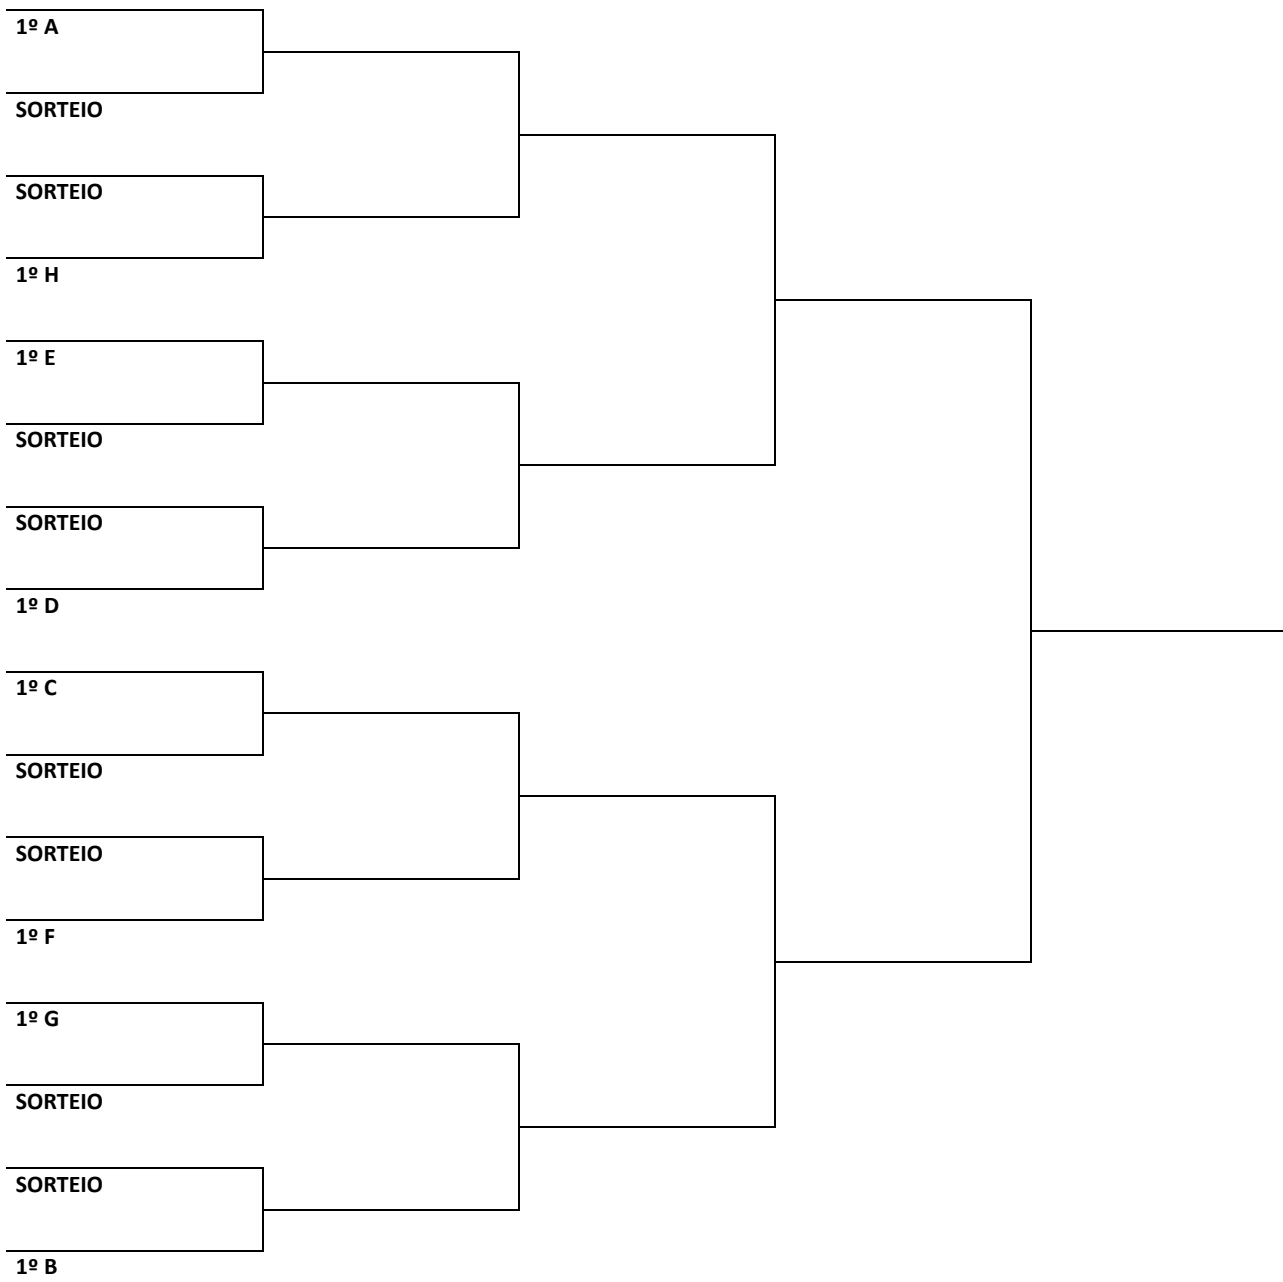 1º A
SORTEIO
SORTEIO
1º H
1º E
SORTEIO
SORTEIO
1º D
1º C
SORTEIO
SORTEIO
1º F
1º G
SORTEIO
SORTEIO
1º B